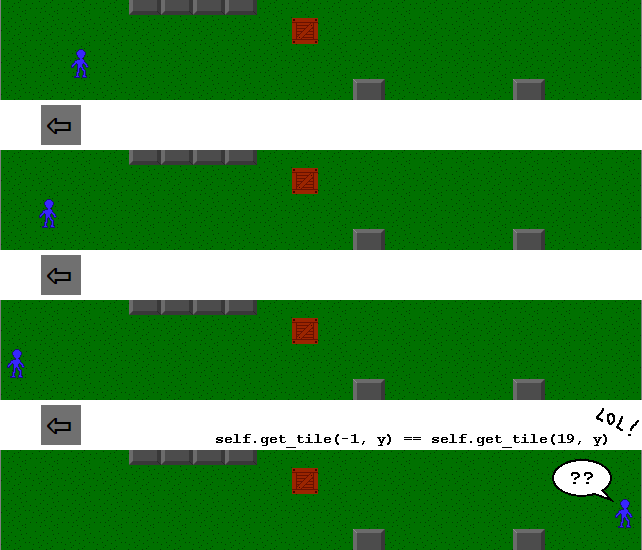 lol!
self.get_tile(-1, y) == self.get_tile(19, y)
??